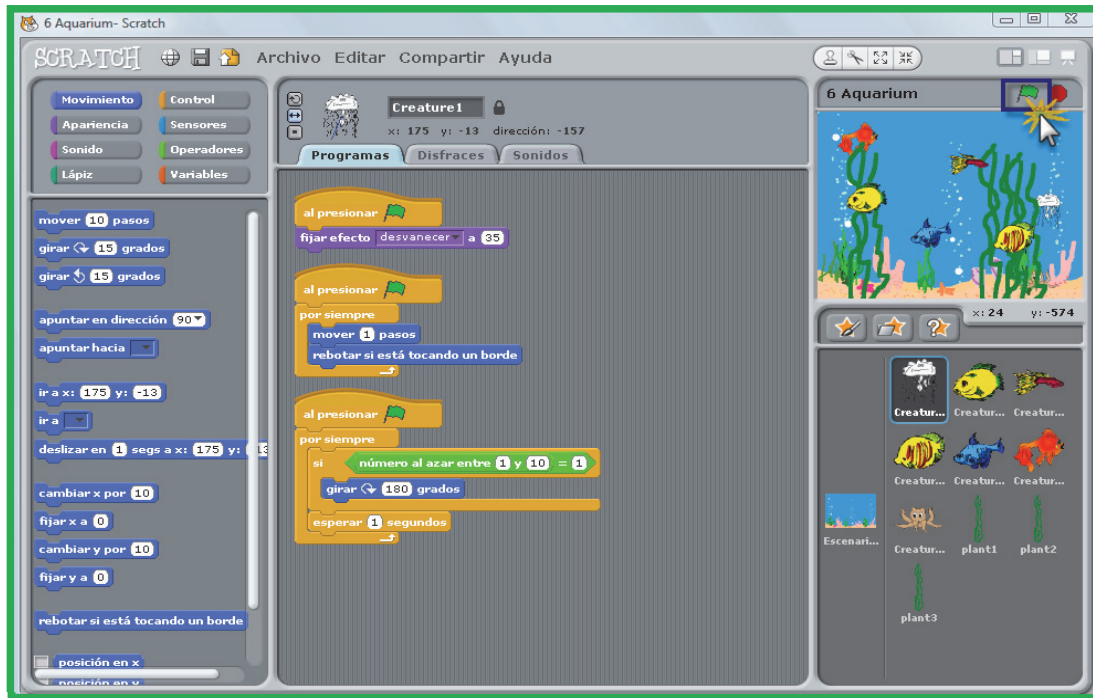 6 Aquarium- Scratch
SCRATCH Archivo Editar Compartir Ayuda
Movimiento Control
Apariencia Sensores
Sonido Operadores
Lápiz Variables
mover 10 pasos
girar 15 grados
girar 15 grados
apuntar en dirección 90
apuntar hacia
ir a x: 175 y: -13
ir a
deslizar en 1 segs a x: 175 y: -13
cambiar x por 10
fijar x a 0
cambiar y por 10
fijar y a 0
rebotar si está tocando un borde
posición en x
posición en y
Creature1
x: 175 y: -13 dirección: -157
Programas Disfraces Sonidos
al presionar
fijar efecto desvanecer a 35
al presionar
por siempre
mover 1 pasos
rebotar si está tocando un borde
al presionar
por siempre
si número al azar entre 1 y 10 = 1
girar 180 grados
esperar 1 segundos
6 Aquarium
x: 24 y: -574
Creatur... Creatur... Creatur...
Creatur... Creatur... Creatur...
Escenari...
Creatur... plant1 plant2
plant3